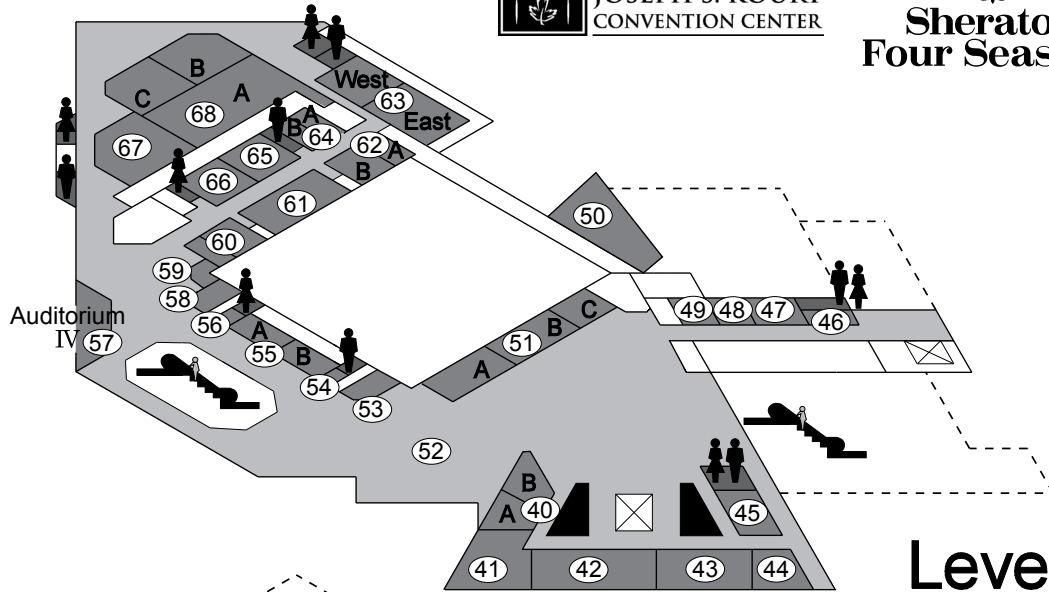 JOSEPH S. KOURY
CONVENTION CENTER
Sherato
Four Seas
West
63
East
B
C
A
68
67
A
B
64
65
66
62
A
B
61
60
59
58
56
A
55
B
54
53
Auditorium
IV
57
50
49
48
47
46
C
B
51
A
52
B
A
40
45
41
42
43
44
Leve